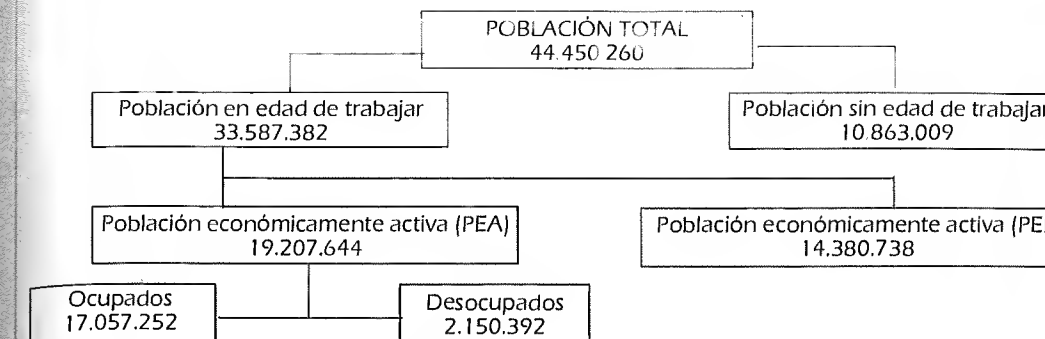 POBLACIÓN TOTAL
44.450 260
Población en edad de trabajar
33.587.382
Población sin edad de trabajar
10.863.009
Población económicamente activa (PEA)
19.207.644
Población económicamente activa (PE
14.380.738
Ocupados
17.057.252
Desocupados
2.150.392